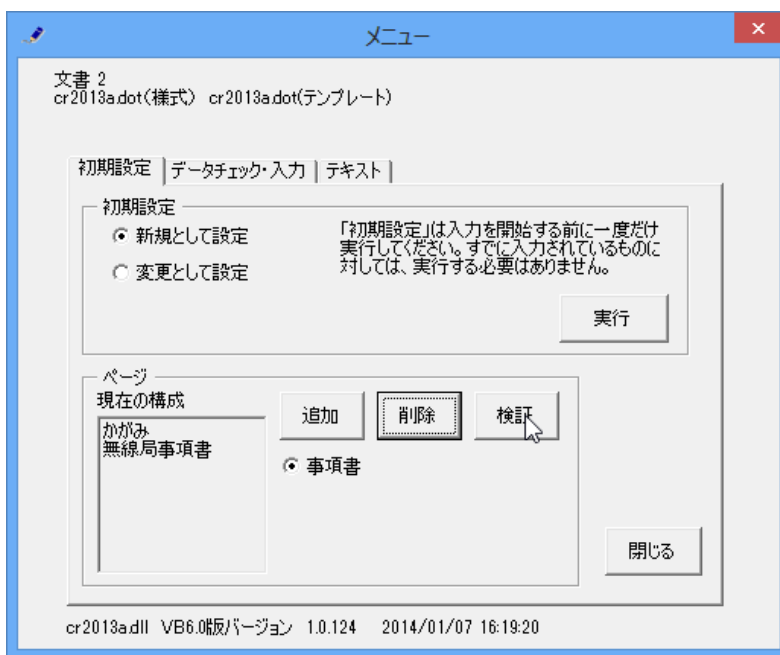 メニュー
文書 2
cr2013a.dot(様式) cr2013a.dot(テンプレート)
初期設定 データチェック・入力 テキスト
初期設定
新規として設定
変更として設定
「初期設定」は入力を開始する前に一度だけ
実行してください。すでに入力されているものに
対しては、実行する必要はありません。
実行
ページ
現在の構成
かがみ
無線局事項書
追加 削除 検証
事項書
閉じる
cr2013a.dll VB6.0版バージョン 1.0.124 2014/01/07 16:19:20